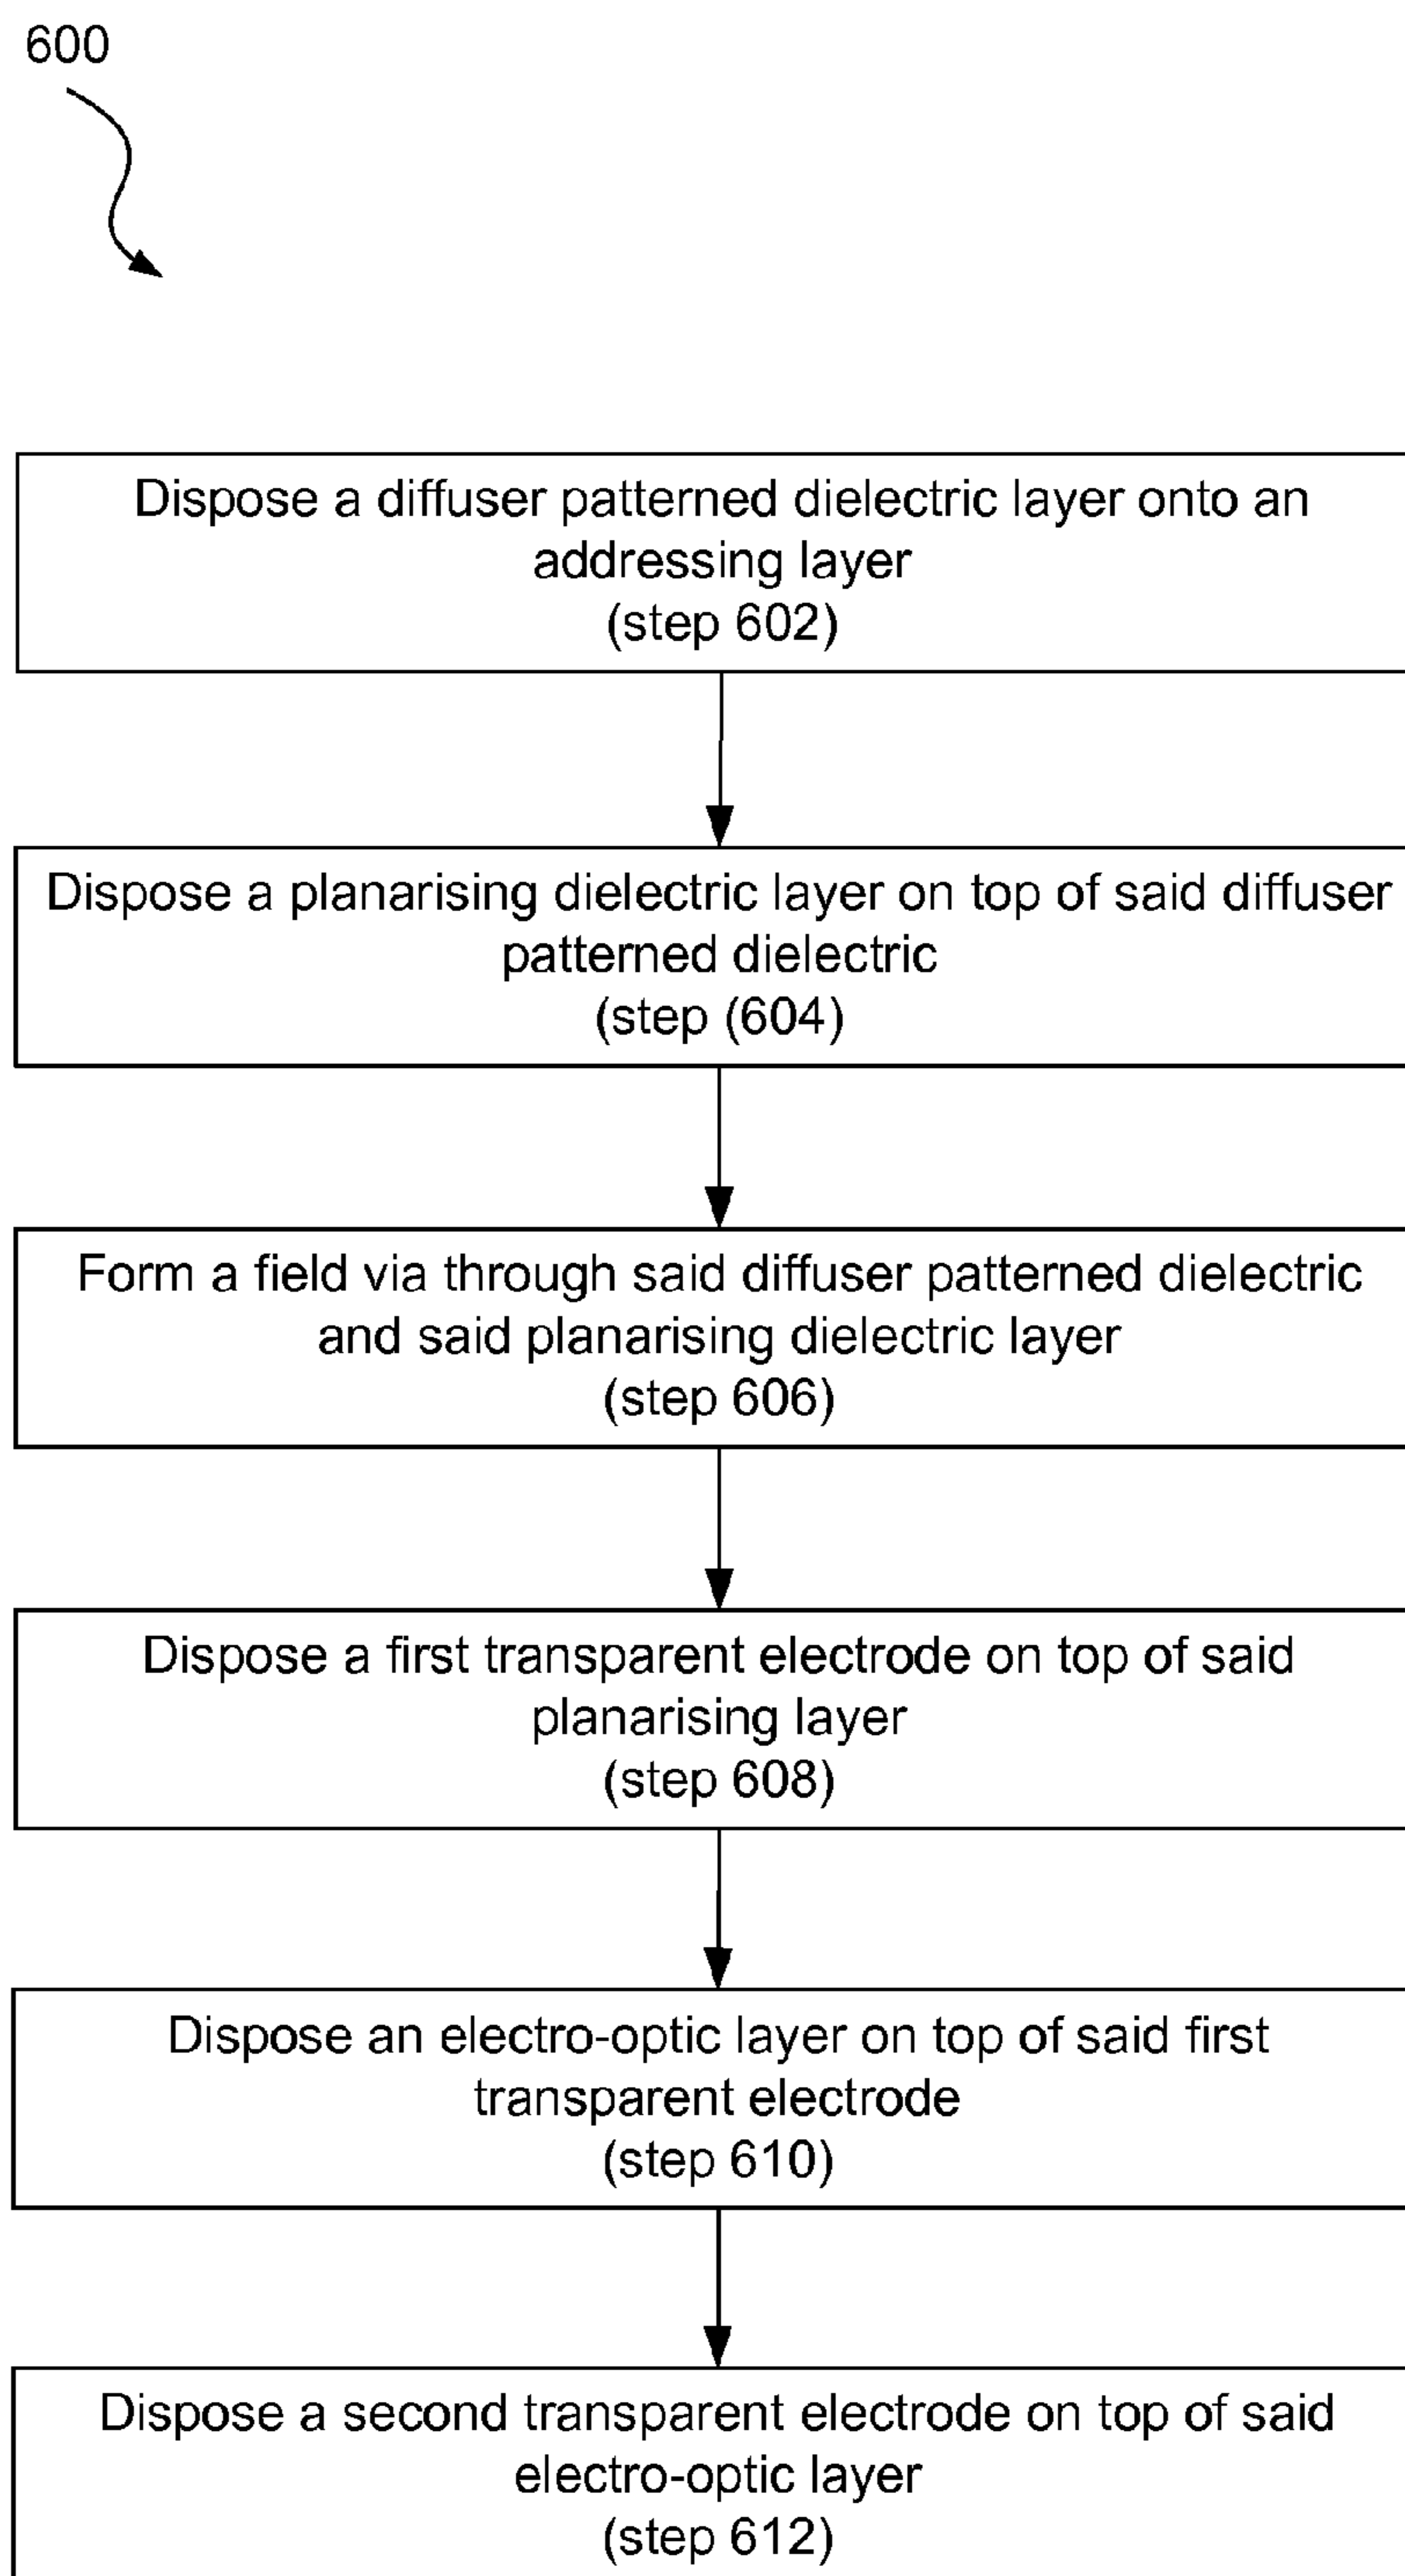 600
Dispose a diffuser patterned dielectric layer onto an
addressing layer
(step 602)
Dispose a planarising dielectric layer on top of said diffuser
patterned dielectric
(step (604)
Form a field via through said diffuser patterned dielectric
and said planarising dielectric layer
(step 606)
Dispose a first transparent electrode on top of said
planarising layer
(step 608)
Dispose an electro-optic layer on top of said first
transparent electrode
(step 610)
Dispose a second transparent electrode on top of said
electro-optic layer
(step 612)